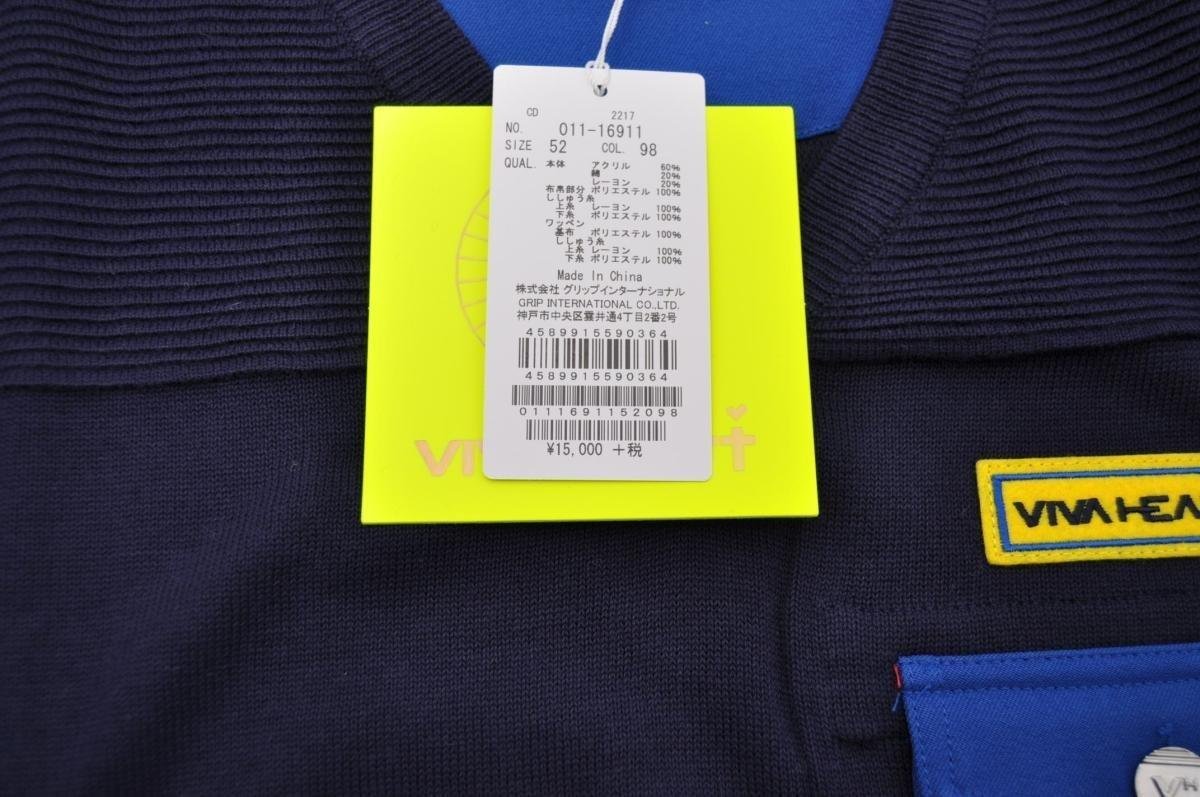 CD 2217
NO. 011-16911
SIZE 52 COL. 98
QUAL. 本体 アクリル 60%
綿 20%
レーヨン 20%
布帛部分 ポリエステル 100%
ししゅう糸
上糸 レーヨン 100%
下糸 ポリエステル 100%
ワッペン
基布 ポリエステル 100%
ししゅう糸
上糸 レーヨン 100%
下糸 ポリエステル 100%
Made In China
株式会社 グリップインターナショナル
GRIP INTERNATIONAL CO.,LTD.
神戸市中央区雲井通4丁目2番2号
4589915590364
4589915590364
0111691152098
¥15,000 +税
VIVA HEA
VH